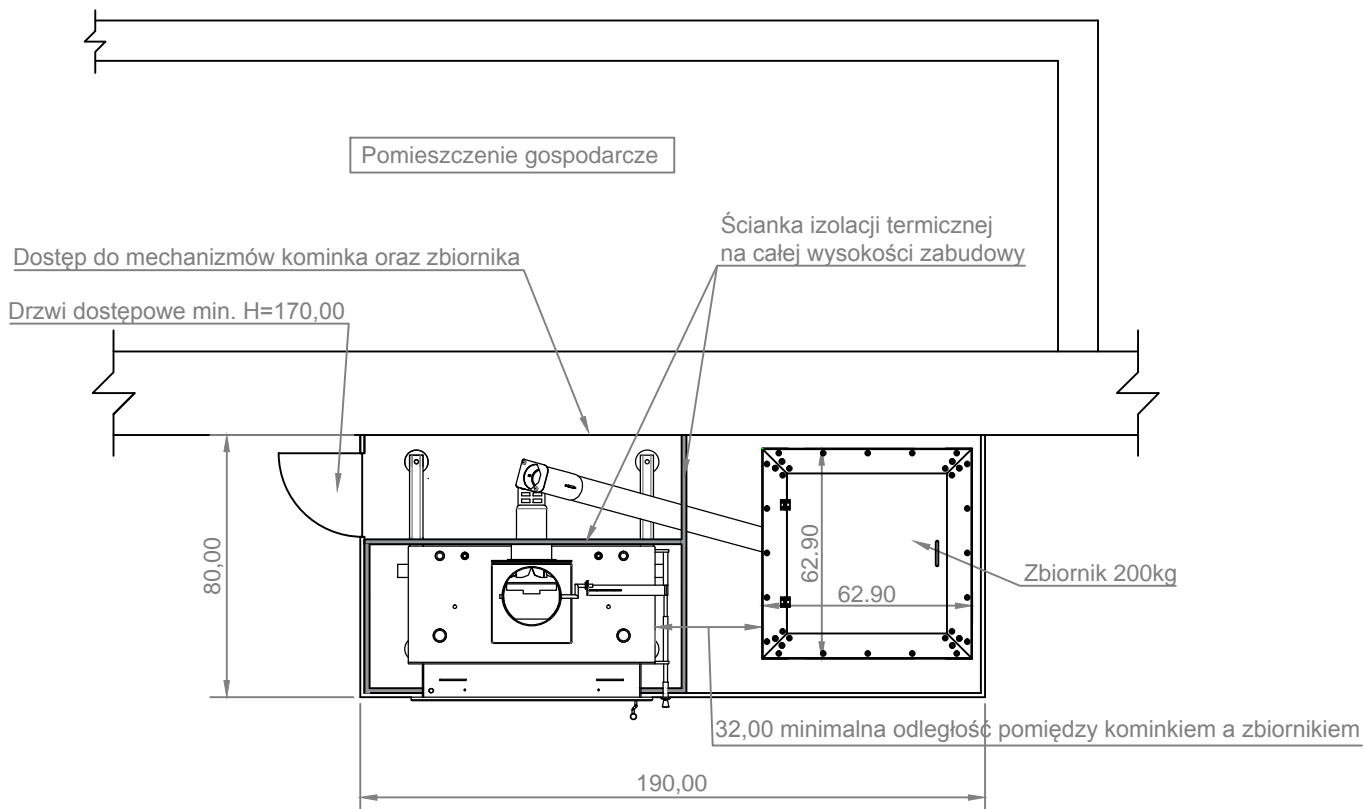 Pomieszczenie gospodarcze
Ścianka izolacji termicznej
na całej wysokości zabudowy
Dostęp do mechanizmów kominka oraz zbiornika
Drzwi dostępowe min. H=170,00
80,00
62.90
62.90
Zbiornik 200kg
32,00 minimalna odległość pomiędzy kominkiem a zbiornikiem
190,00